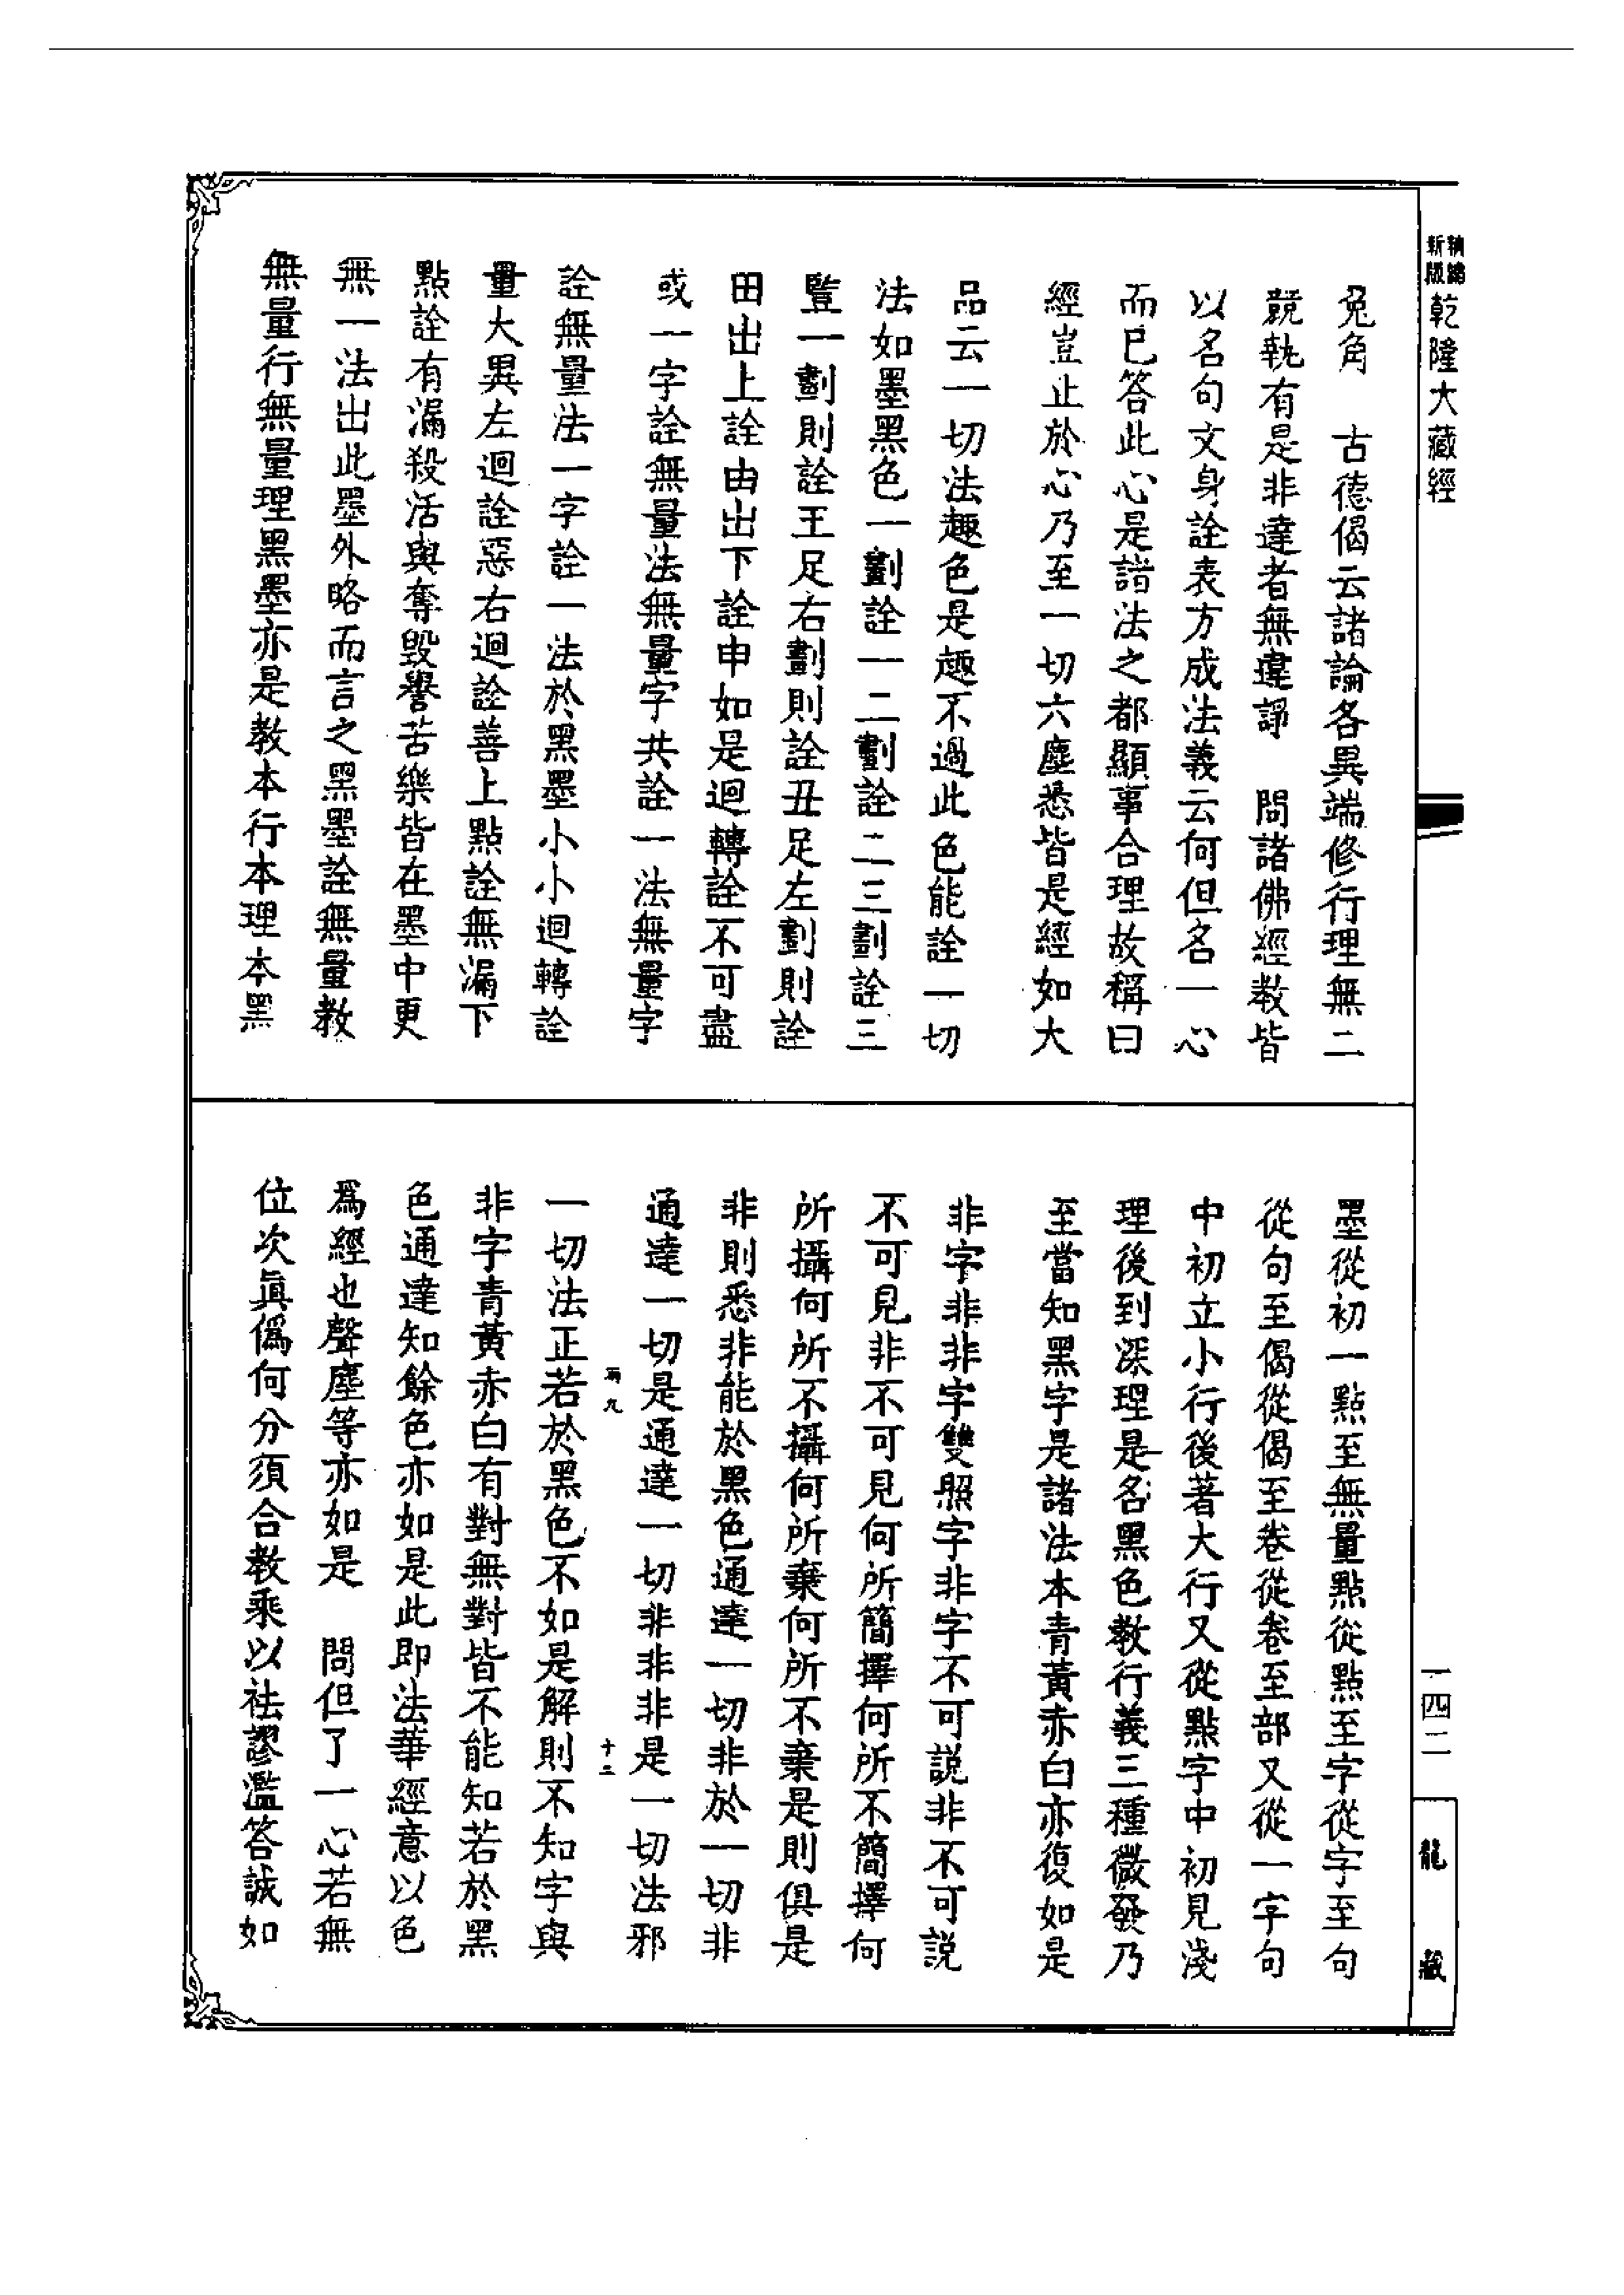 精緝
新版
乾隆大藏經
兔角　古德偈云諸論各異端修行理無二
競執有是非達者無違諍　問諸佛經教皆
以名句文身詮表方成法義云何但名一心
而已答此心是諸法之都顯事合理故稱曰
經豈止於心乃至一切六塵悉皆是經如大
品云一切法趣色是趣不過此色能詮一切
法如墨黑色一劃詮一二劃詮二三劃詮三
豎一劃則詮王足右劃則詮丑足左劃則詮
田出上詮由出下詮申如是迴轉詮不可盡
或一字詮無量法無量字共詮一法無量字
詮無量法一字詮一法於黑墨小小迴轉詮
量大異左迴詮惡右迴詮善上點詮無漏下
點詮有漏殺活與奪毀譽苦樂皆在墨中更
無一法出此墨外略而言之黑墨詮無量教
無量行無量理黑墨亦是教本行本理本黑
墨從初一點至無量點從點至字從字至句
從句至偈從偈至卷從卷至部又從一字句
中初立小行後著大行又從點字中初見淺
理後到深理是名黑色教行義三種微發乃
至當知黑字是諸法本青黃赤白亦復如是
非字非非字雙照字非字不可說非不可說
不可見非不可見何所簡擇何所不簡擇何
所攝何所不攝何所棄何所不棄是則俱是
非則悉非能於黑色通達一切非於一切非
通達一切是通達一切非非非是一切法邪
一切法正若於黑色不如是解則不知字與
非字青黃赤白有對無對皆不能知若於黑
色通達知餘色亦如是此即法華經意以色
為經也聲塵等亦如是　問但了一心若無
位次眞僞何分須合教乘以祛謬濫答誠如
九
十二
一四二
龍藏